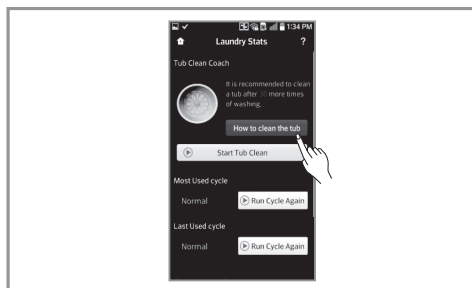 1:34 PM
Laundry Stats ?
Tub Clean Coach
It is recommended to clean
a tub after more times
of washing.
How to clean the tub
Start Tub Clean
Most Used cycle
Normal
Run Cycle Again
Last Used cycle
Normal
Run Cycle Again